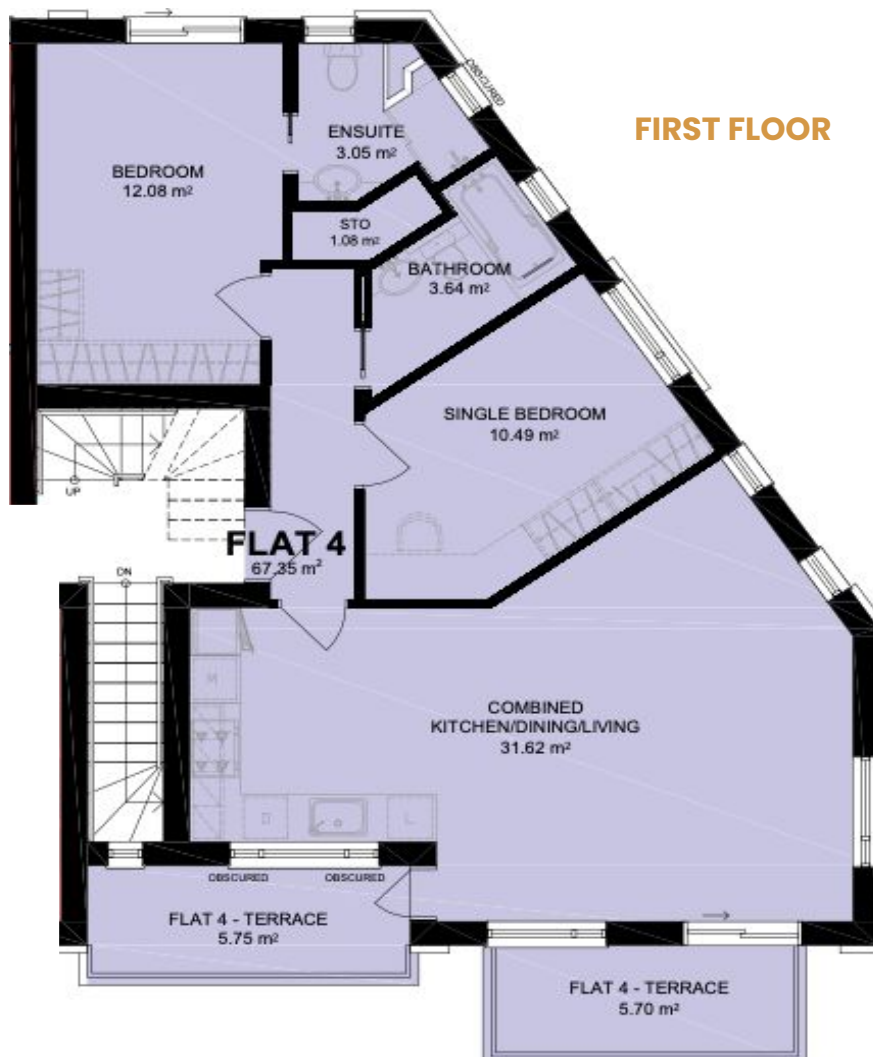 FIRST FLOOR
OBSCURED
ENSUITE
3.05 m²
BEDROOM
12.08 m²
STO
1.08 m²
BATHROOM
3.64 m²
SINGLE BEDROOM
10.49 m²
UP
FLAT 4
67.35 m²
DN
M
COMBINED
KITCHEN/DINING/LIVING
31.62 m²
D
L
OBSCURED OBSCURED
FLAT 4 - TERRACE
5.75 m²
FLAT 4 - TERRACE
5.70 m²